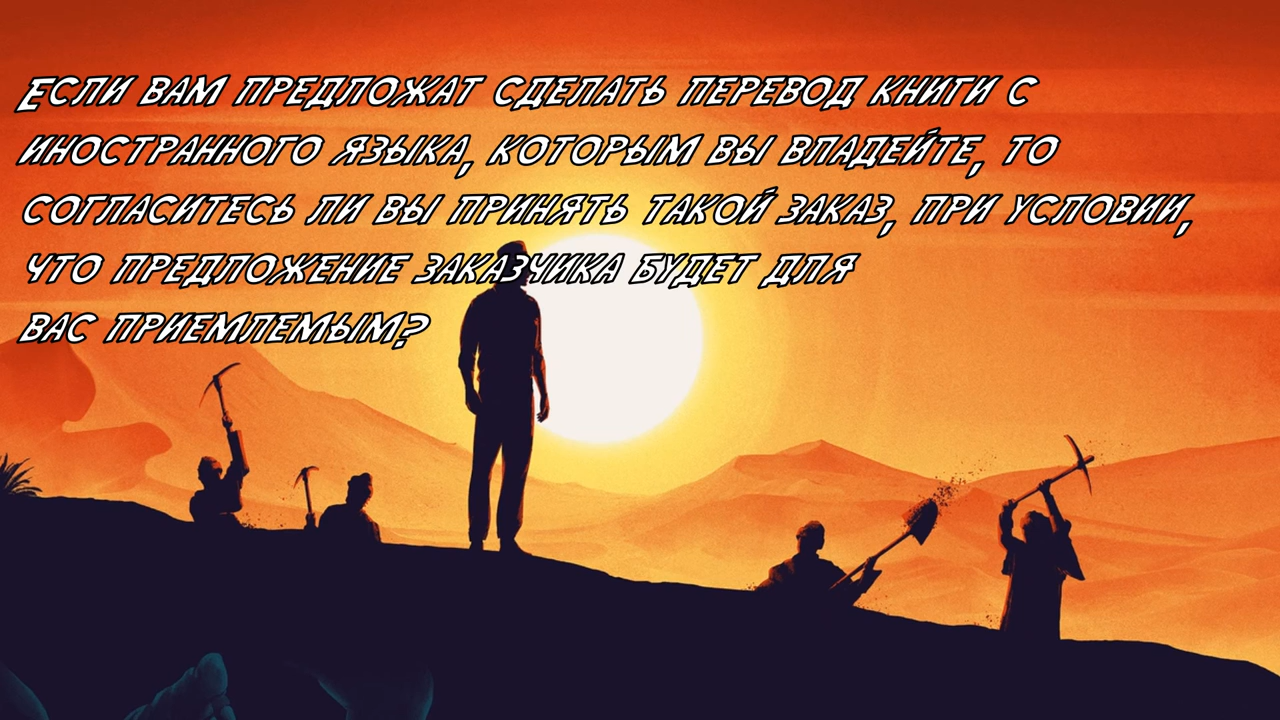 Если вам предложат сделать перевод книги с
иностранного языка, которым вы владейте, то
согласитесь ли вы принять такой заказ, при условии,
что предложение заказчика будет для
вас приемлемым?